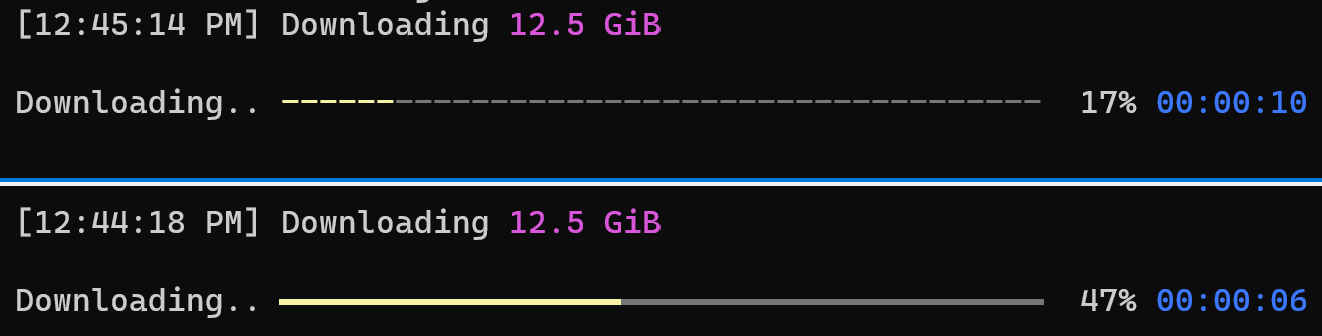 [12:45:14 PM] Downloading 12.5 GiB
Downloading.. ---------------------------------------- 17% 00:00:10
[12:44:18 PM] Downloading 12.5 GiB
Downloading.. 47% 00:00:06